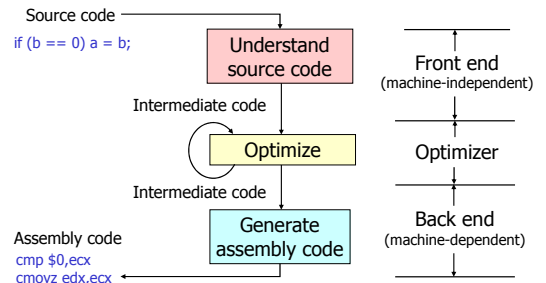 Source code
if (b == 0) a = b;
Understand
source code
Front end
(machine-independent)
Intermediate code
Optimize
Optimizer
Intermediate code
Generate
assembly code
Back end
(machine-dependent)
Assembly code
cmp $0,ecx
cmovz edx,ecx